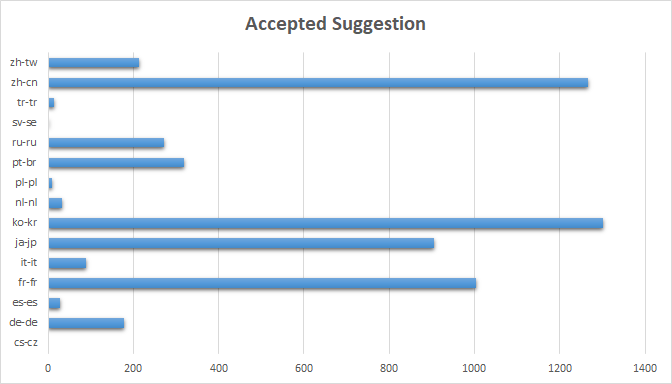 Accepted Suggestion
zh-tw
zh-cn
tr-tr
sv-se
ru-ru
pt-br
pl-pl
nl-nl
ko-kr
ja-jp
it-it
fr-fr
es-es
de-de
cs-cz
0 200 400 600 800 1000 1200 1400